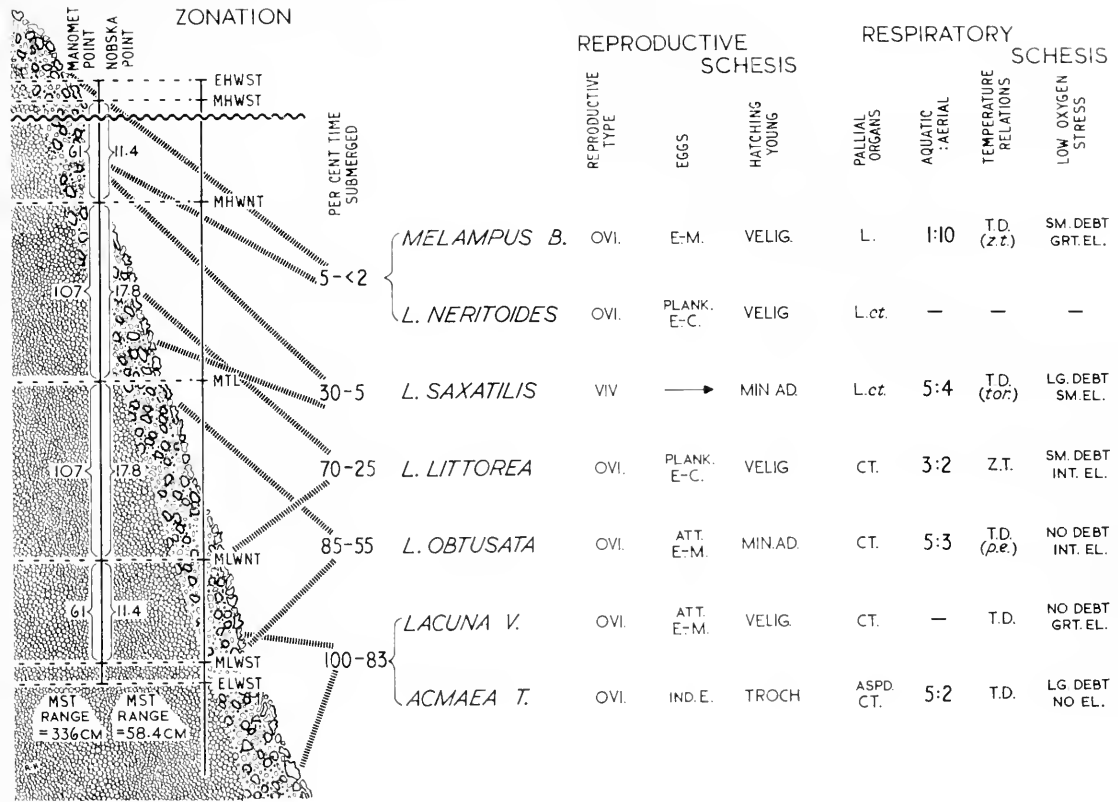 ZONATION
MANOMET POINT
NOBSKA POINT
EHWST
MHWST
61
11.4
MHWNT
107
17.8
MTL
107
17.8
MLWNT
61
11.4
MLWST
ELWST
MST RANGE = 336 CM
MST RANGE = 58.4 CM
PER CENT TIME SUBMERGED
REPRODUCTIVE SCHESIS
RESPIRATORY SCHESIS
REPRODUCTIVE TYPE
EGGS
HATCHING YOUNG
PALLIAL ORGANS
AQUATIC : AERIAL
TEMPERATURE RELATIONS
LOW OXYGEN STRESS
5-<2
MELAMPUS B. OVI. E-M. VELIG. L. 1:10 T.D. (z.t.) SM. DEBT GRT. EL.
L. NERITOIDES OVI. PLANK. E-C. VELIG L.ct. — — —
30-5 L. SAXATILIS VIV → MIN AD. L.ct. 5:4 T.D. (tor.) LG. DEBT SM. EL.
70-25 L. LITTOREA OVI. PLANK. E-C. VELIG CT. 3:2 Z.T. SM. DEBT INT. EL.
85-55 L. OBTUSATA OVI. ATT. E-M. MIN.AD. CT. 5:3 T.D. (p.e.) NO DEBT INT. EL.
100-83
LACUNA V. OVI. ATT. E-M. VELIG. CT. — T.D. NO DEBT GRT. EL.
ACMAEA T. OVI. IND. E. TROCH ASPD. CT. 5:2 T.D. LG. DEBT NO EL.